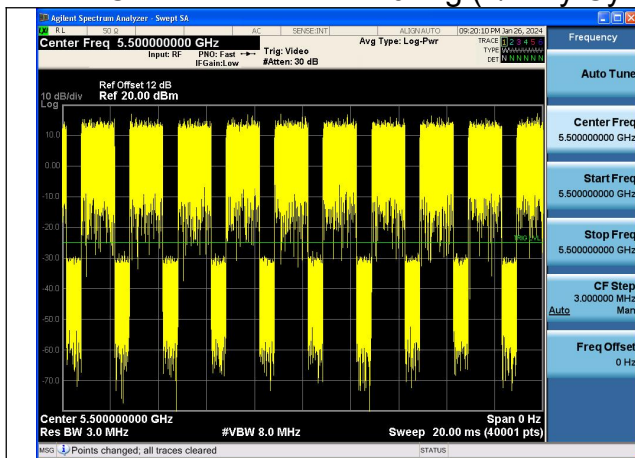 Agilent Spectrum Analyzer - Swept SA
RL 50 Ω AC SENSE:INT ALIGNAUTO 09:20:10 PM Jan 26, 2024
Center Freq 5.500000000 GHz
Input: RF PNO: Fast IFGain:Low
Trig: Video
#Atten: 30 dB
Avg Type: Log-Pwr
TRACE 1 2 3 4 5 6
TYPE
DET N N N N N N
Ref Offset 12 dB
10 dB/div Ref 20.00 dBm
Log
10.0
0.00
-10.0
-20.0
-30.0
-40.0
-50.0
-60.0
-70.0
Center 5.500000000 GHz Span 0 Hz
Res BW 3.0 MHz #VBW 8.0 MHz Sweep 20.00 ms (40001 pts)
MSG Points changed; all traces cleared STATUS
Frequency
Auto Tune
Center Freq
5.500000000 GHz
Start Freq
5.500000000 GHz
Stop Freq
5.500000000 GHz
CF Step
3.000000 MHz
Auto Man
Freq Offset
0 Hz